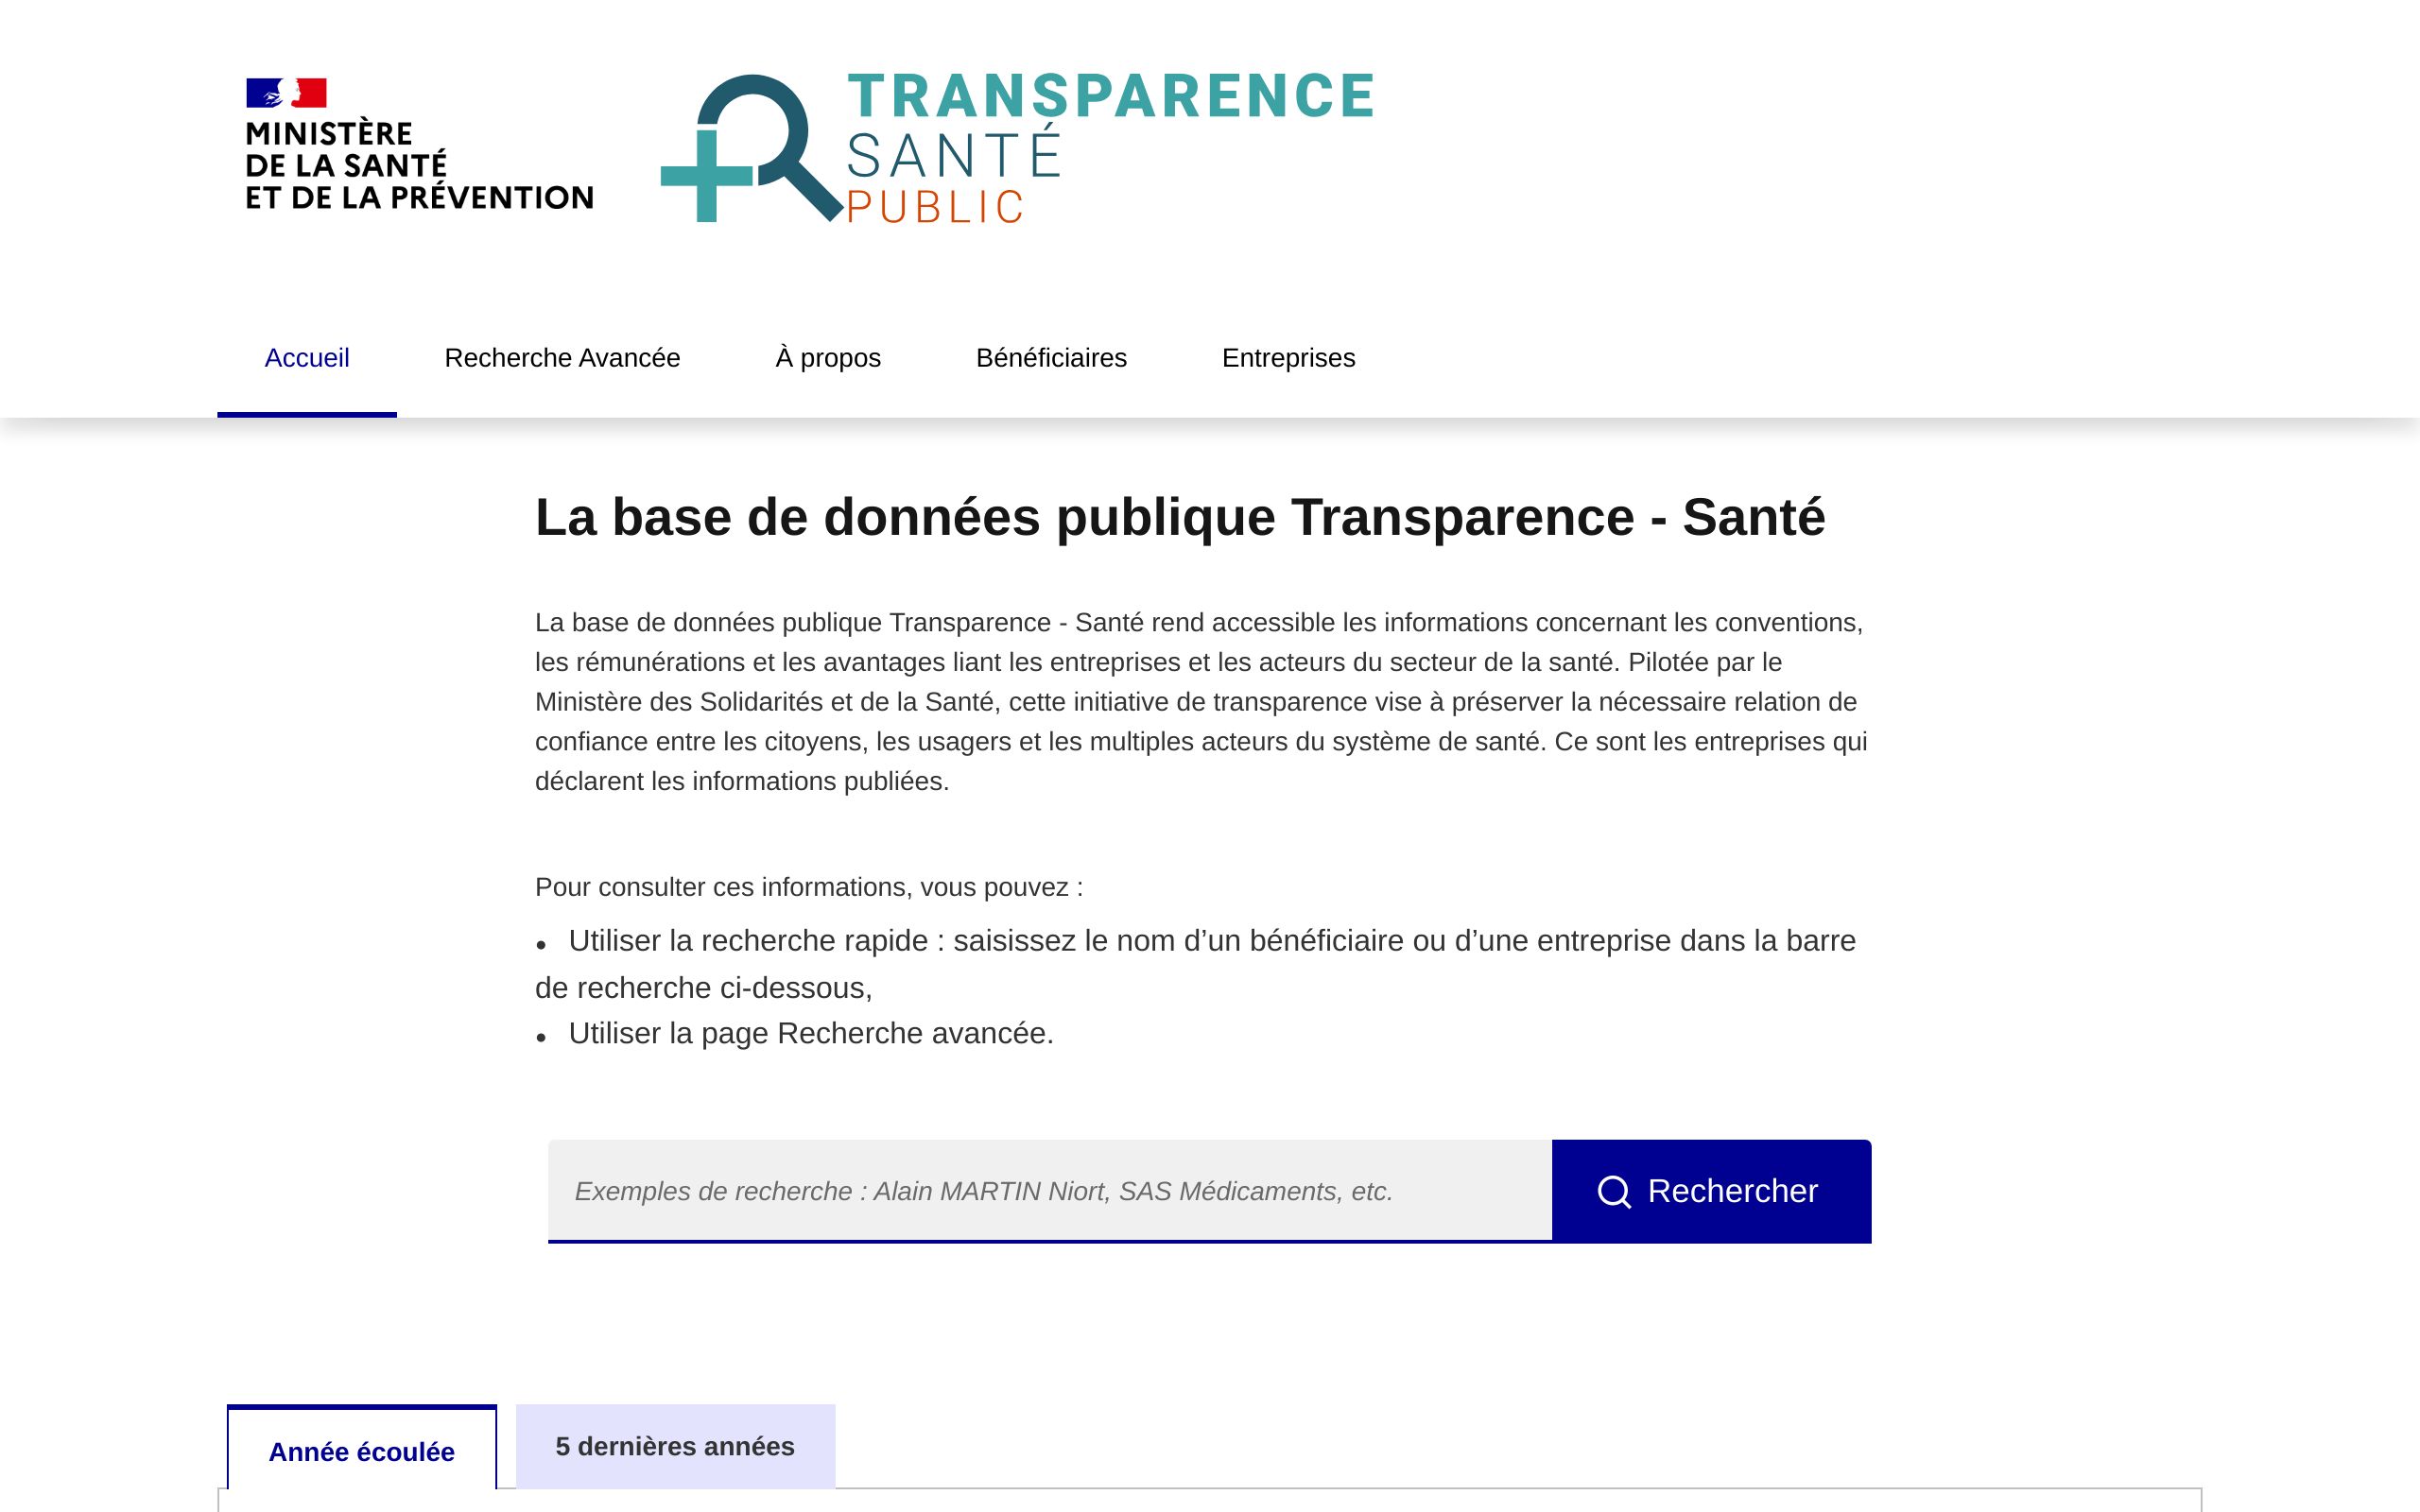 MINISTÈRE
DE LA SANTÉ
ET DE LA PRÉVENTION
TRANSPARENCE
SANTÉ
PUBLIC
Accueil
Recherche Avancée
À propos
Bénéficiaires
Entreprises
La base de données publique Transparence - Santé
La base de données publique Transparence - Santé rend accessible les informations concernant les conventions,
les rémunérations et les avantages liant les entreprises et les acteurs du secteur de la santé. Pilotée par le
Ministère des Solidarités et de la Santé, cette initiative de transparence vise à préserver la nécessaire relation de
confiance entre les citoyens, les usagers et les multiples acteurs du système de santé. Ce sont les entreprises qui
déclarent les informations publiées.
Pour consulter ces informations, vous pouvez :
• Utiliser la recherche rapide : saisissez le nom d’un bénéficiaire ou d’une entreprise dans la barre
de recherche ci-dessous,
• Utiliser la page Recherche avancée.
Exemples de recherche : Alain MARTIN Niort, SAS Médicaments, etc.
Rechercher
Année écoulée
5 dernières années